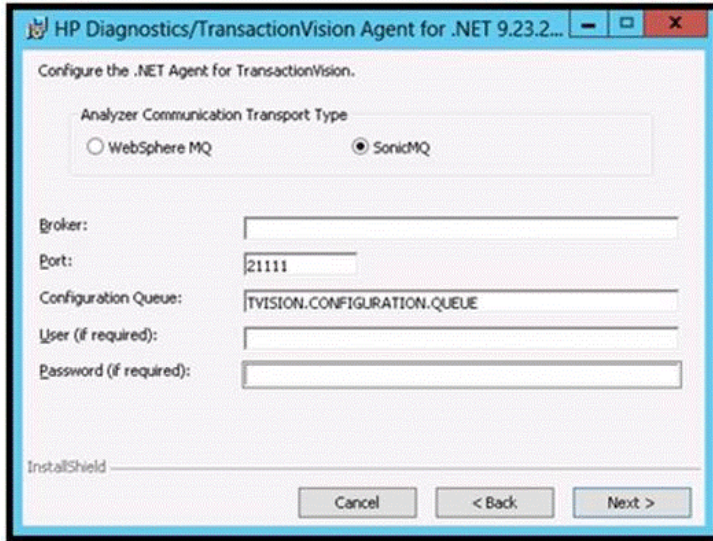 HP Diagnostics/TransactionVision Agent for .NET 9.23.2...
Configure the .NET Agent for TransactionVision.
Analyzer Communication Transport Type
WebSphere MQ
SonicMQ
Broker:
Port:
21111
Configuration Queue:
TVISION.CONFIGURATION.QUEUE
User (if required):
Password (if required):
InstallShield
Cancel
< Back
Next >